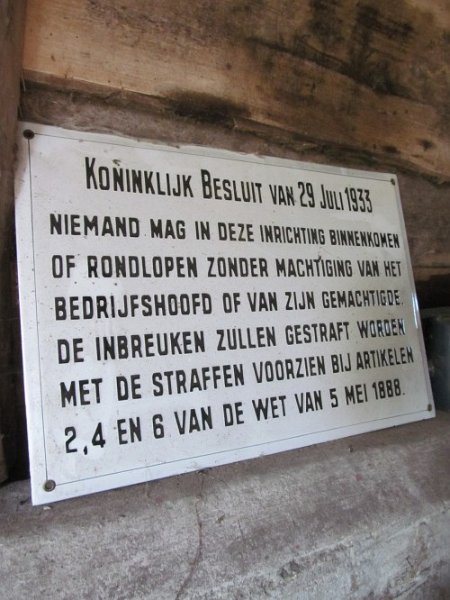 Koninklijk Besluit van 29 Juli 1933
NIEMAND MAG IN DEZE INRICHTING BINNENKOMEN
OF RONDLOPEN ZONDER MACHTIGING VAN HET
BEDRIJFSHOOFD OF VAN ZIJN GEMACHTIGDE.
DE INBREUKEN ZULLEN GESTRAFT WORDEN
MET DE STRAFFEN VOORZIEN BIJ ARTIKELEN
2,4 EN 6 VAN DE WET VAN 5 MEI 1888.